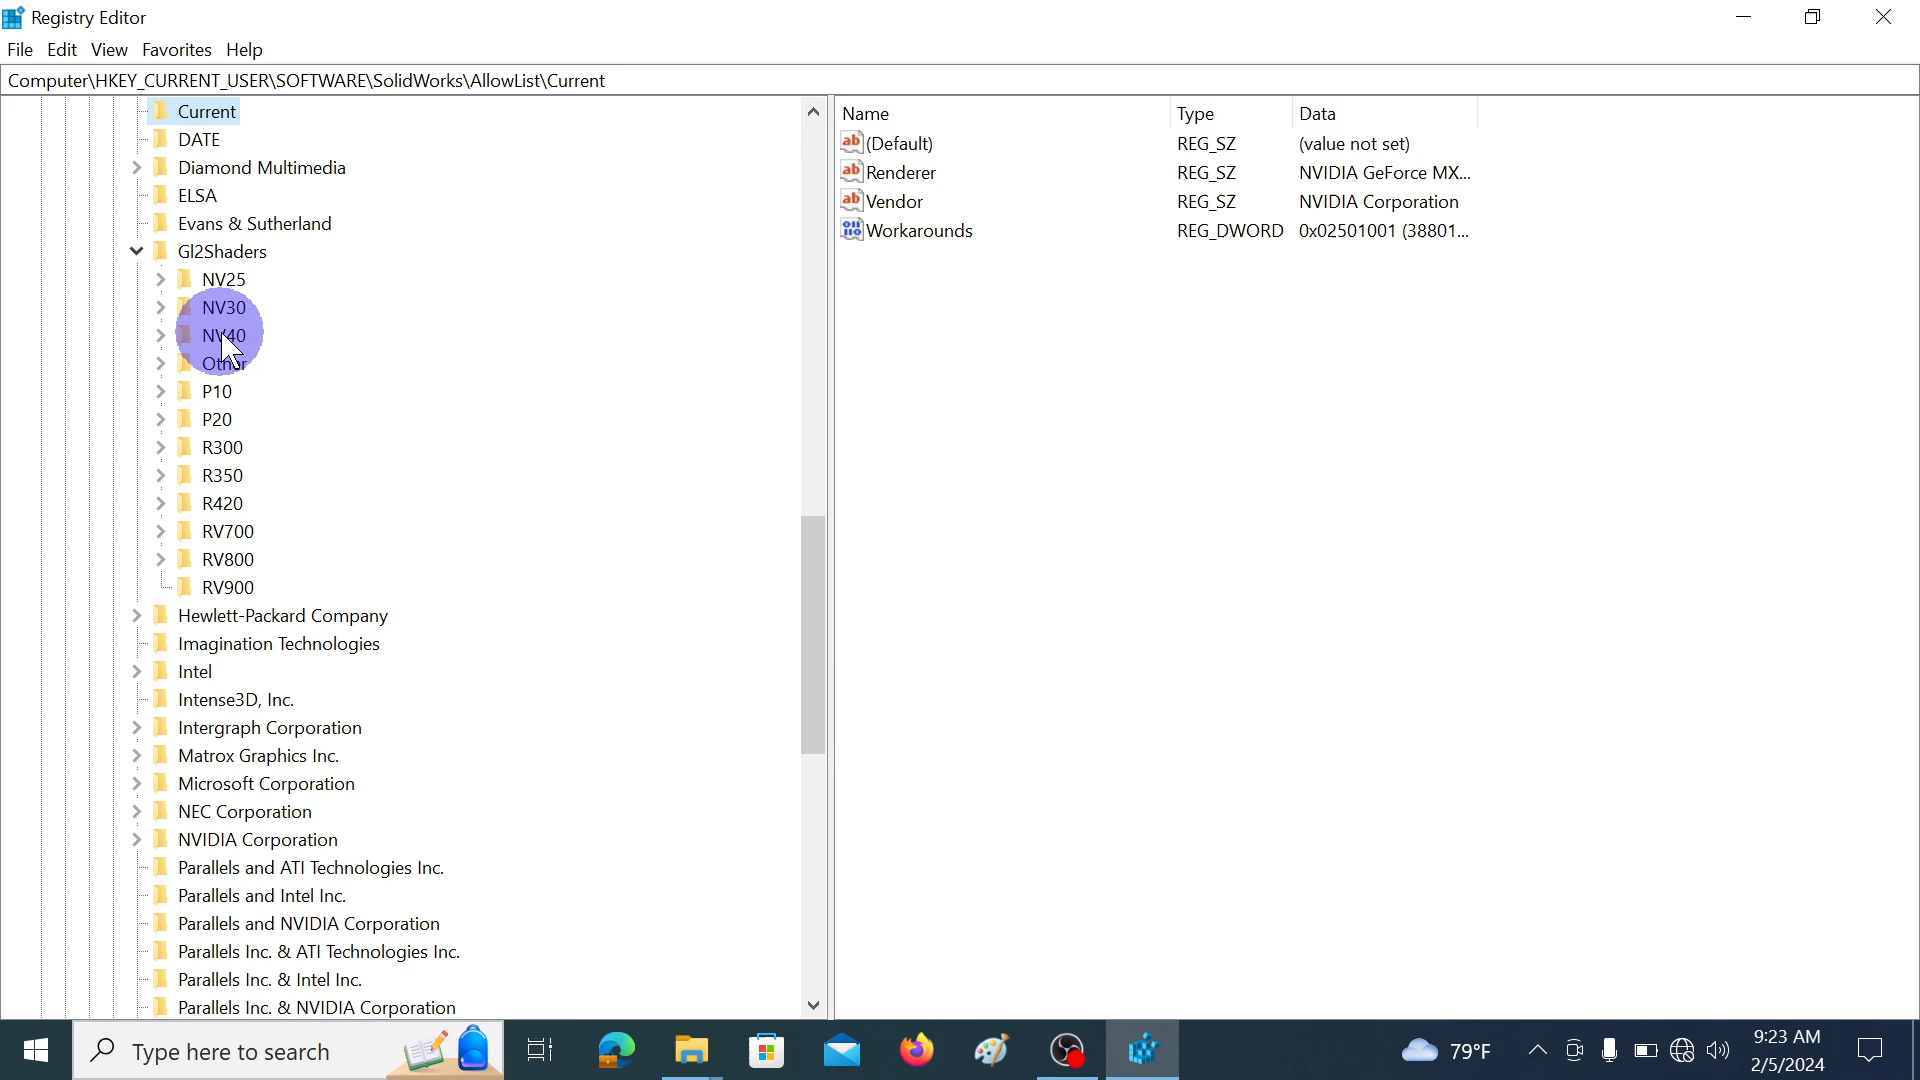 Registry Editor
File Edit View Favorites Help
Computer\HKEY_CURRENT_USER\SOFTWARE\SolidWorks\AllowList\Current
Current
DATE
Diamond Multimedia
ELSA
Evans & Sutherland
Gl2Shaders
NV25
NV30
NV40
Other
P10
P20
R300
R350
R420
RV700
RV800
RV900
Hewlett-Packard Company
Imagination Technologies
Intel
Intense3D, Inc.
Intergraph Corporation
Matrox Graphics Inc.
Microsoft Corporation
NEC Corporation
NVIDIA Corporation
Parallels and ATI Technologies Inc.
Parallels and Intel Inc.
Parallels and NVIDIA Corporation
Parallels Inc. & ATI Technologies Inc.
Parallels Inc. & Intel Inc.
Parallels Inc. & NVIDIA Corporation
Name Type Data
(Default) REG_SZ (value not set)
Renderer REG_SZ NVIDIA GeForce MX...
Vendor REG_SZ NVIDIA Corporation
Workarounds REG_DWORD 0x02501001 (38801...
Type here to search
79°F
9:23 AM
2/5/2024